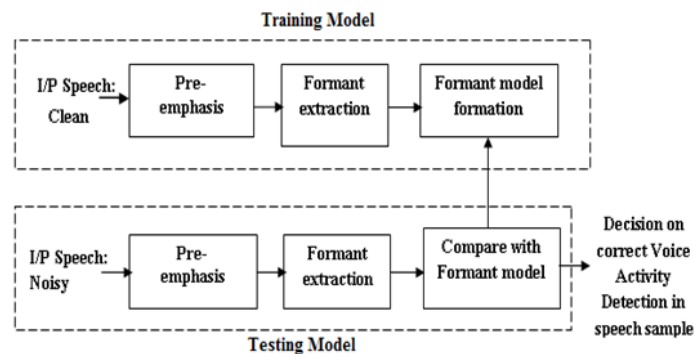 Training Model
I/P Speech:
Clean
Pre-
emphasis
Formant
extraction
Formant model
formation
I/P Speech:
Noisy
Pre-
emphasis
Formant
extraction
Compare with
Formant model
Decision on
correct Voice
Activity
Detection in
speech sample
Testing Model